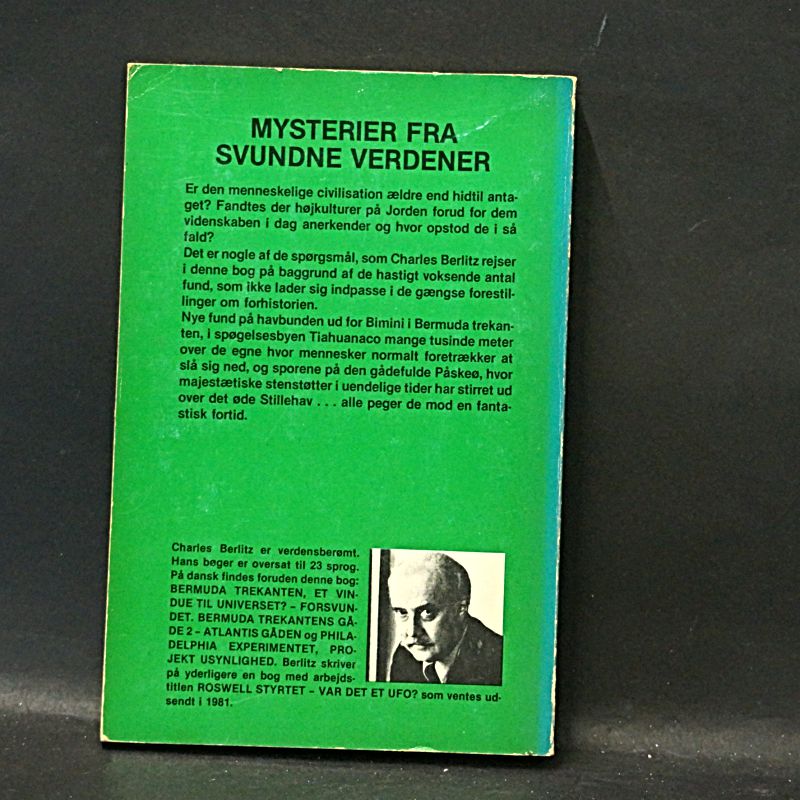 MYSTERIER FRA
SVUNDNE VERDENER
Er den menneskelige civilisation ældre end hidtil anta-
get? Fandtes der højkulturer på Jorden forud for dem
videnskaben i dag anerkender og hvor opstod de i så
fald?
Det er nogle af de spørgsmål, som Charles Berlitz rejser
i denne bog på baggrund af de hastigt voksende antal
fund, som ikke lader sig indpasse i de gængse forestil-
linger om forhistorien.
Nye fund på havbunden ud for Bimini i Bermuda trekan-
ten, i spøgelsesbyen Tiahuanaco mange tusinde meter
over de egne hvor mennesker normalt foretrækker at
slå sig ned, og sporene på den gådefulde Påskeø, hvor
majestætiske stenstøtter i uendelige tider har stirret ud
over det øde Stillehav . . . alle peger de mod en fanta-
stisk fortid.
Charles Berlitz er verdensberømt.
Hans bøger er oversat til 23 sprog.
På dansk findes foruden denne bog:
BERMUDA TREKANTEN, ET VIN-
DUE TIL UNIVERSET? – FORSVUN-
DET. BERMUDA TREKANTENS GÅ-
DE 2 – ATLANTIS GÅDEN og PHILA-
DELPHIA EXPERIMENTET, PRO-
JEKT USYNLIGHED. Berlitz skriver
på yderligere en bog med arbejds-
titlen ROSWELL STYRTET – VAR DET ET UFO? som ventes ud-
sendt i 1981.